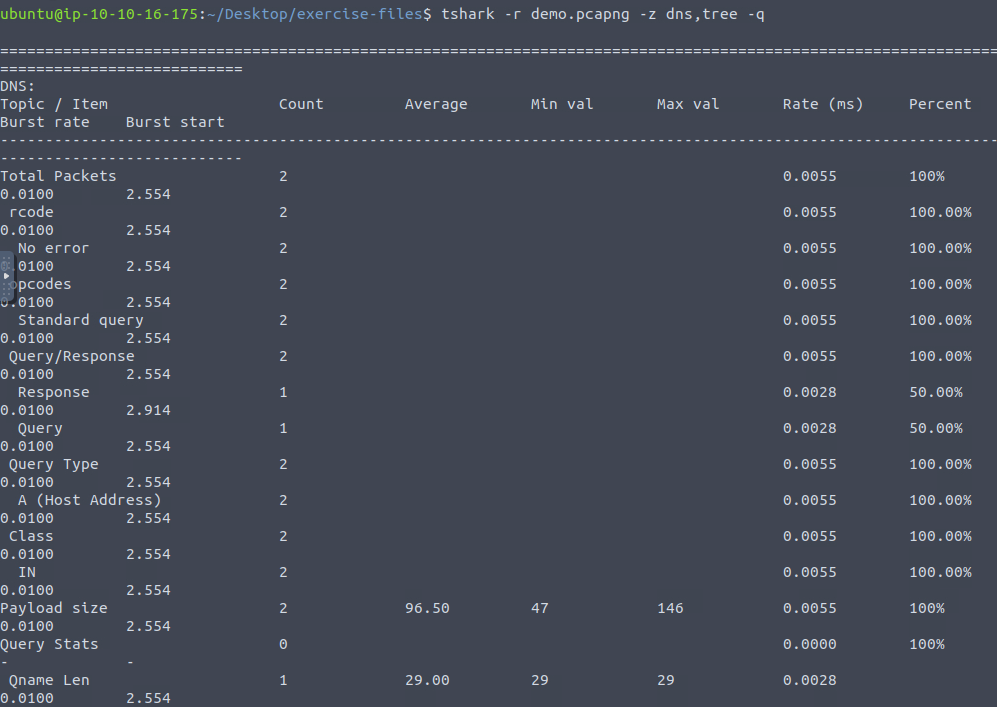 ubuntu@ip-10-10-16-175:~/Desktop/exercise-files$ tshark -r demo.pcapng -z dns,tree -q
===============================================================================================================
===========================
DNS:
Topic / Item Count Average Min val Max val Rate (ms) Percent
Burst rate Burst start
---------------------------------------------------------------------------------------------------------------
---------------------------
Total Packets 2 0.0055 100%
0.0100 2.554
rcode 2 0.0055 100.00%
0.0100 2.554
No error 2 0.0055 100.00%
.0100 2.554
opcodes 2 0.0055 100.00%
0.0100 2.554
Standard query 2 0.0055 100.00%
0.0100 2.554
Query/Response 2 0.0055 100.00%
0.0100 2.554
Response 1 0.0028 50.00%
0.0100 2.914
Query 1 0.0028 50.00%
0.0100 2.554
Query Type 2 0.0055 100.00%
0.0100 2.554
A (Host Address) 2 0.0055 100.00%
0.0100 2.554
Class 2 0.0055 100.00%
0.0100 2.554
IN 2 0.0055 100.00%
0.0100 2.554
Payload size 2 96.50 47 146 0.0055 100%
0.0100 2.554
Query Stats 0 0.0000 100%
- -
Qname Len 1 29.00 29 29 0.0028
0.0100 2.554